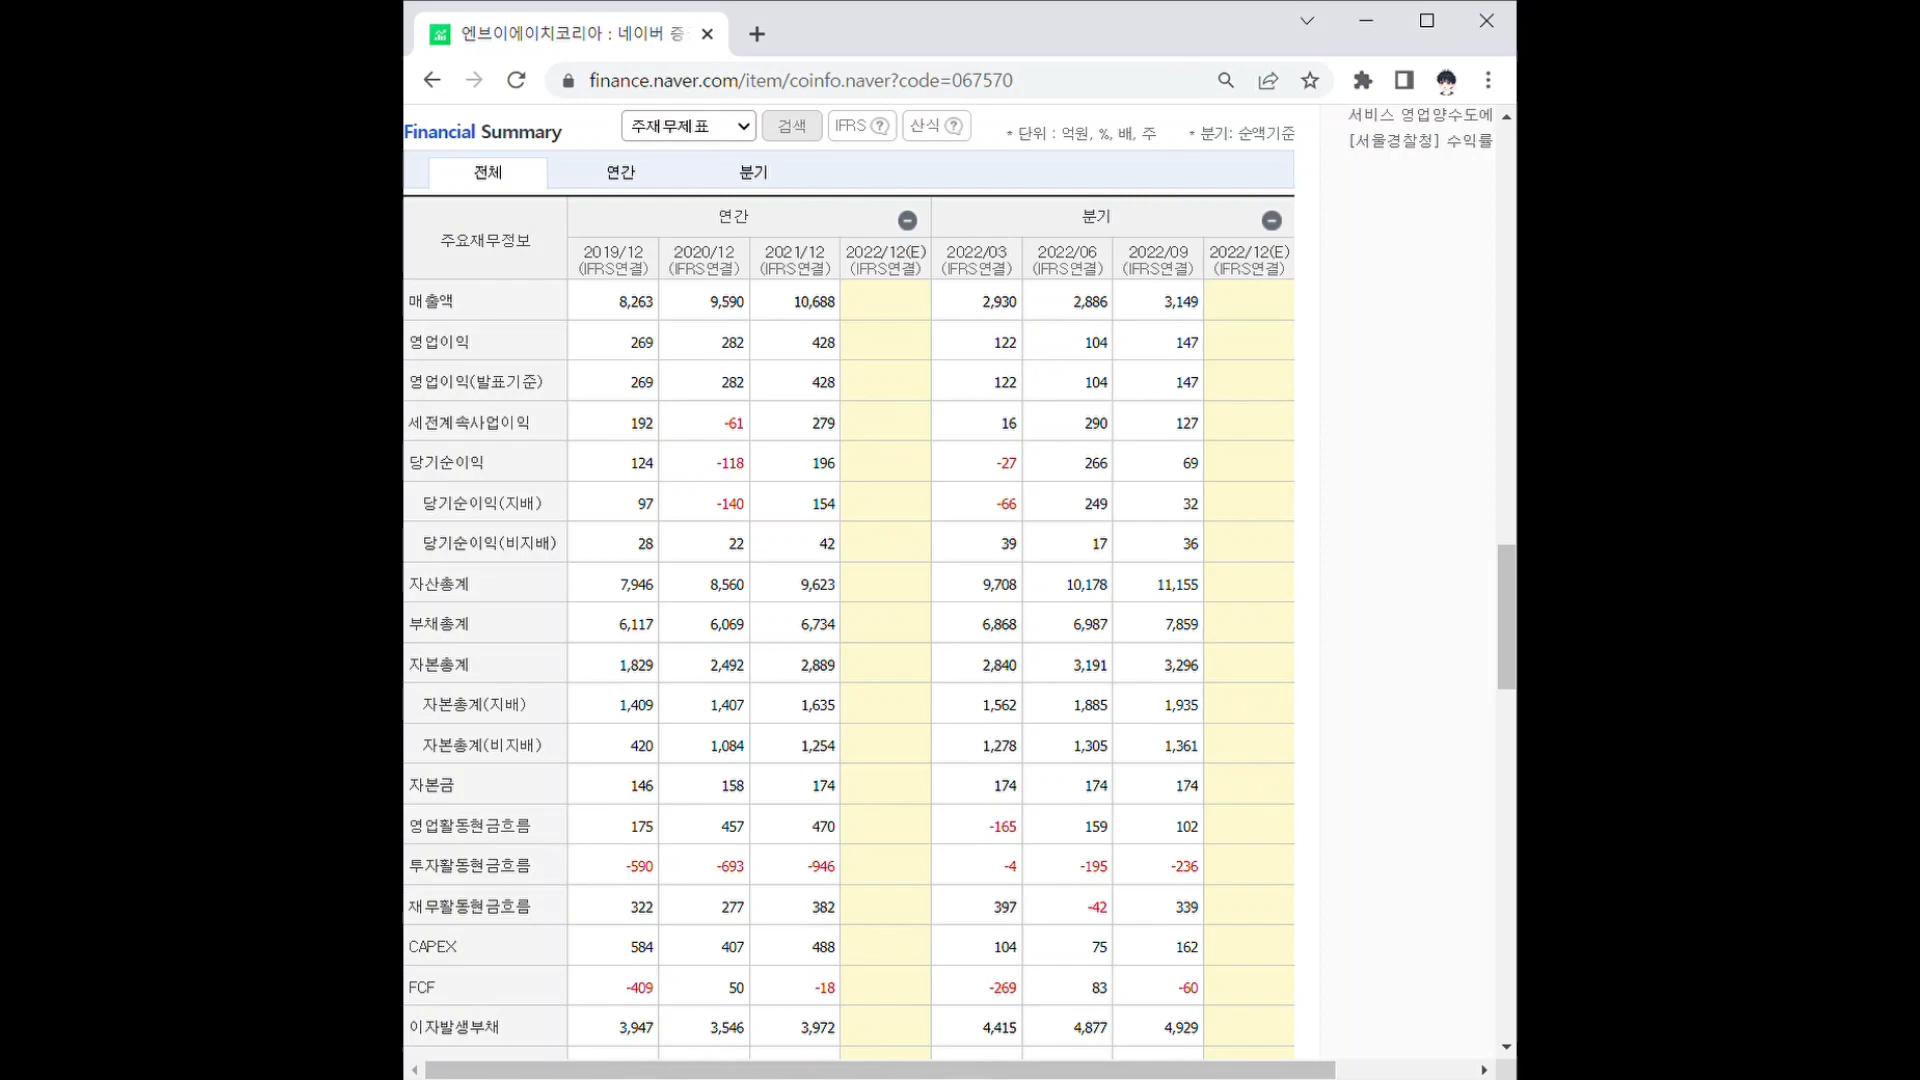 엔브이에이치코리아 : 네이버 증
finance.naver.com/item/coinfo.naver?code=067570
Financial Summary 주재무제표 검색 IFRS ? 산식 ? * 단위 : 억원, %, 배, 주 * 분기: 순액기준
서비스 영업양수도에
[서울경찰청] 수익률
전체 연간 분기
주요재무정보 연간 분기
2019/12 2020/12 2021/12 2022/12(E) 2022/03 2022/06 2022/09 2022/12(E)
(IFRS연결) (IFRS연결) (IFRS연결) (IFRS연결) (IFRS연결) (IFRS연결) (IFRS연결) (IFRS연결)
매출액 8,263 9,590 10,688 2,930 2,886 3,149
영업이익 269 282 428 122 104 147
영업이익(발표기준) 269 282 428 122 104 147
세전계속사업이익 192 -61 279 16 290 127
당기순이익 124 -118 196 -27 266 69
당기순이익(지배) 97 -140 154 -66 249 32
당기순이익(비지배) 28 22 42 39 17 36
자산총계 7,946 8,560 9,623 9,708 10,178 11,155
부채총계 6,117 6,069 6,734 6,868 6,987 7,859
자본총계 1,829 2,492 2,889 2,840 3,191 3,296
자본총계(지배) 1,409 1,407 1,635 1,562 1,885 1,935
자본총계(비지배) 420 1,084 1,254 1,278 1,305 1,361
자본금 146 158 174 174 174 174
영업활동현금흐름 175 457 470 -165 159 102
투자활동현금흐름 -590 -693 -946 -4 -195 -236
재무활동현금흐름 322 277 382 397 -42 339
CAPEX 584 407 488 104 75 162
FCF -409 50 -18 -269 83 -60
이자발생부채 3,947 3,546 3,972 4,415 4,877 4,929